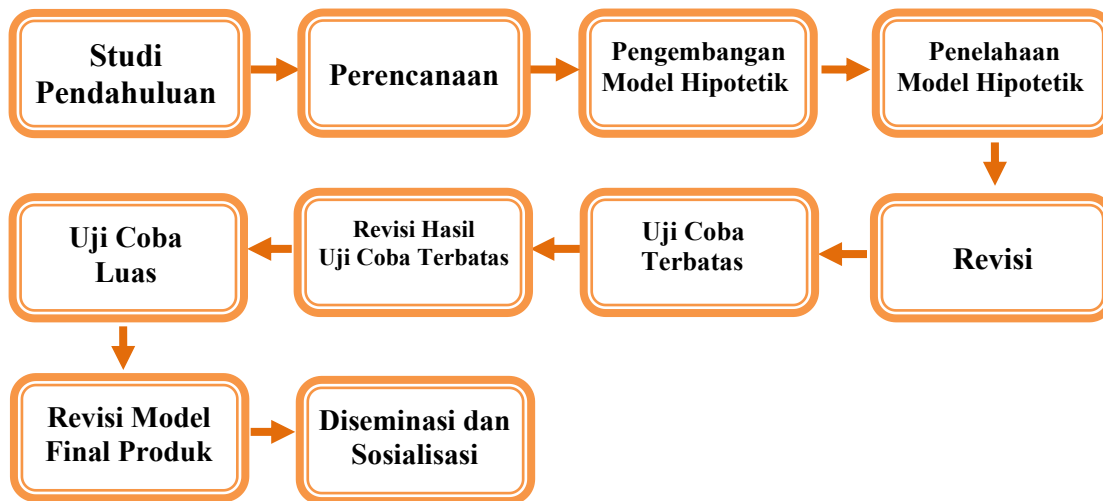 Studi
Pendahuluan
Perencanaan
Pengembangan
Model Hipotetik
Penelahaan
Model Hipotetik
Revisi
Uji Coba
Terbatas
Revisi Hasil
Uji Coba Terbatas
Uji Coba
Luas
Revisi Model
Final Produk
Diseminasi dan
Sosialisasi